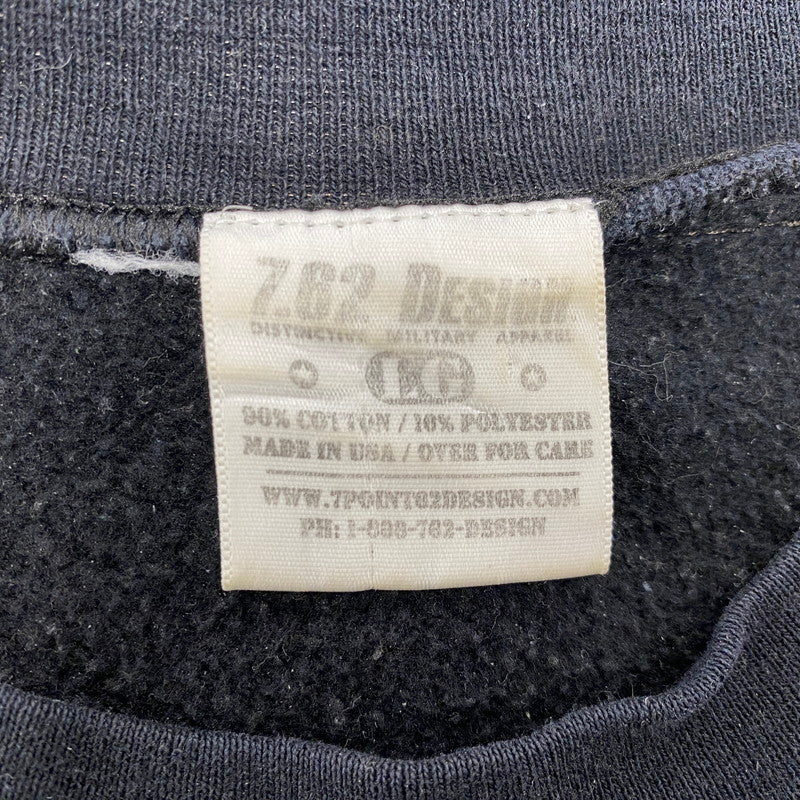 7.62 DESIGN
DISTINCTIVE MILITARY APPAREL
90% COTTON / 10% POLYESTER
MADE IN USA / OVER FOR CARE
WWW.7POINT62DESIGN.COM
PH: 1-898-762-DESIGN